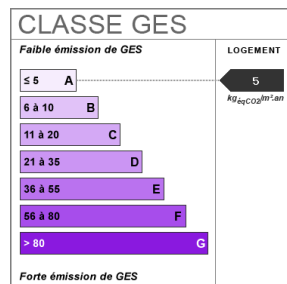 CLASSE GES
Faible émission de GES
LOGEMENT
≤ 5 A
5
kgéqCO2/m².an
6 à 10 B
11 à 20 C
21 à 35 D
36 à 55 E
56 à 80 F
> 80 G
Forte émission de GES